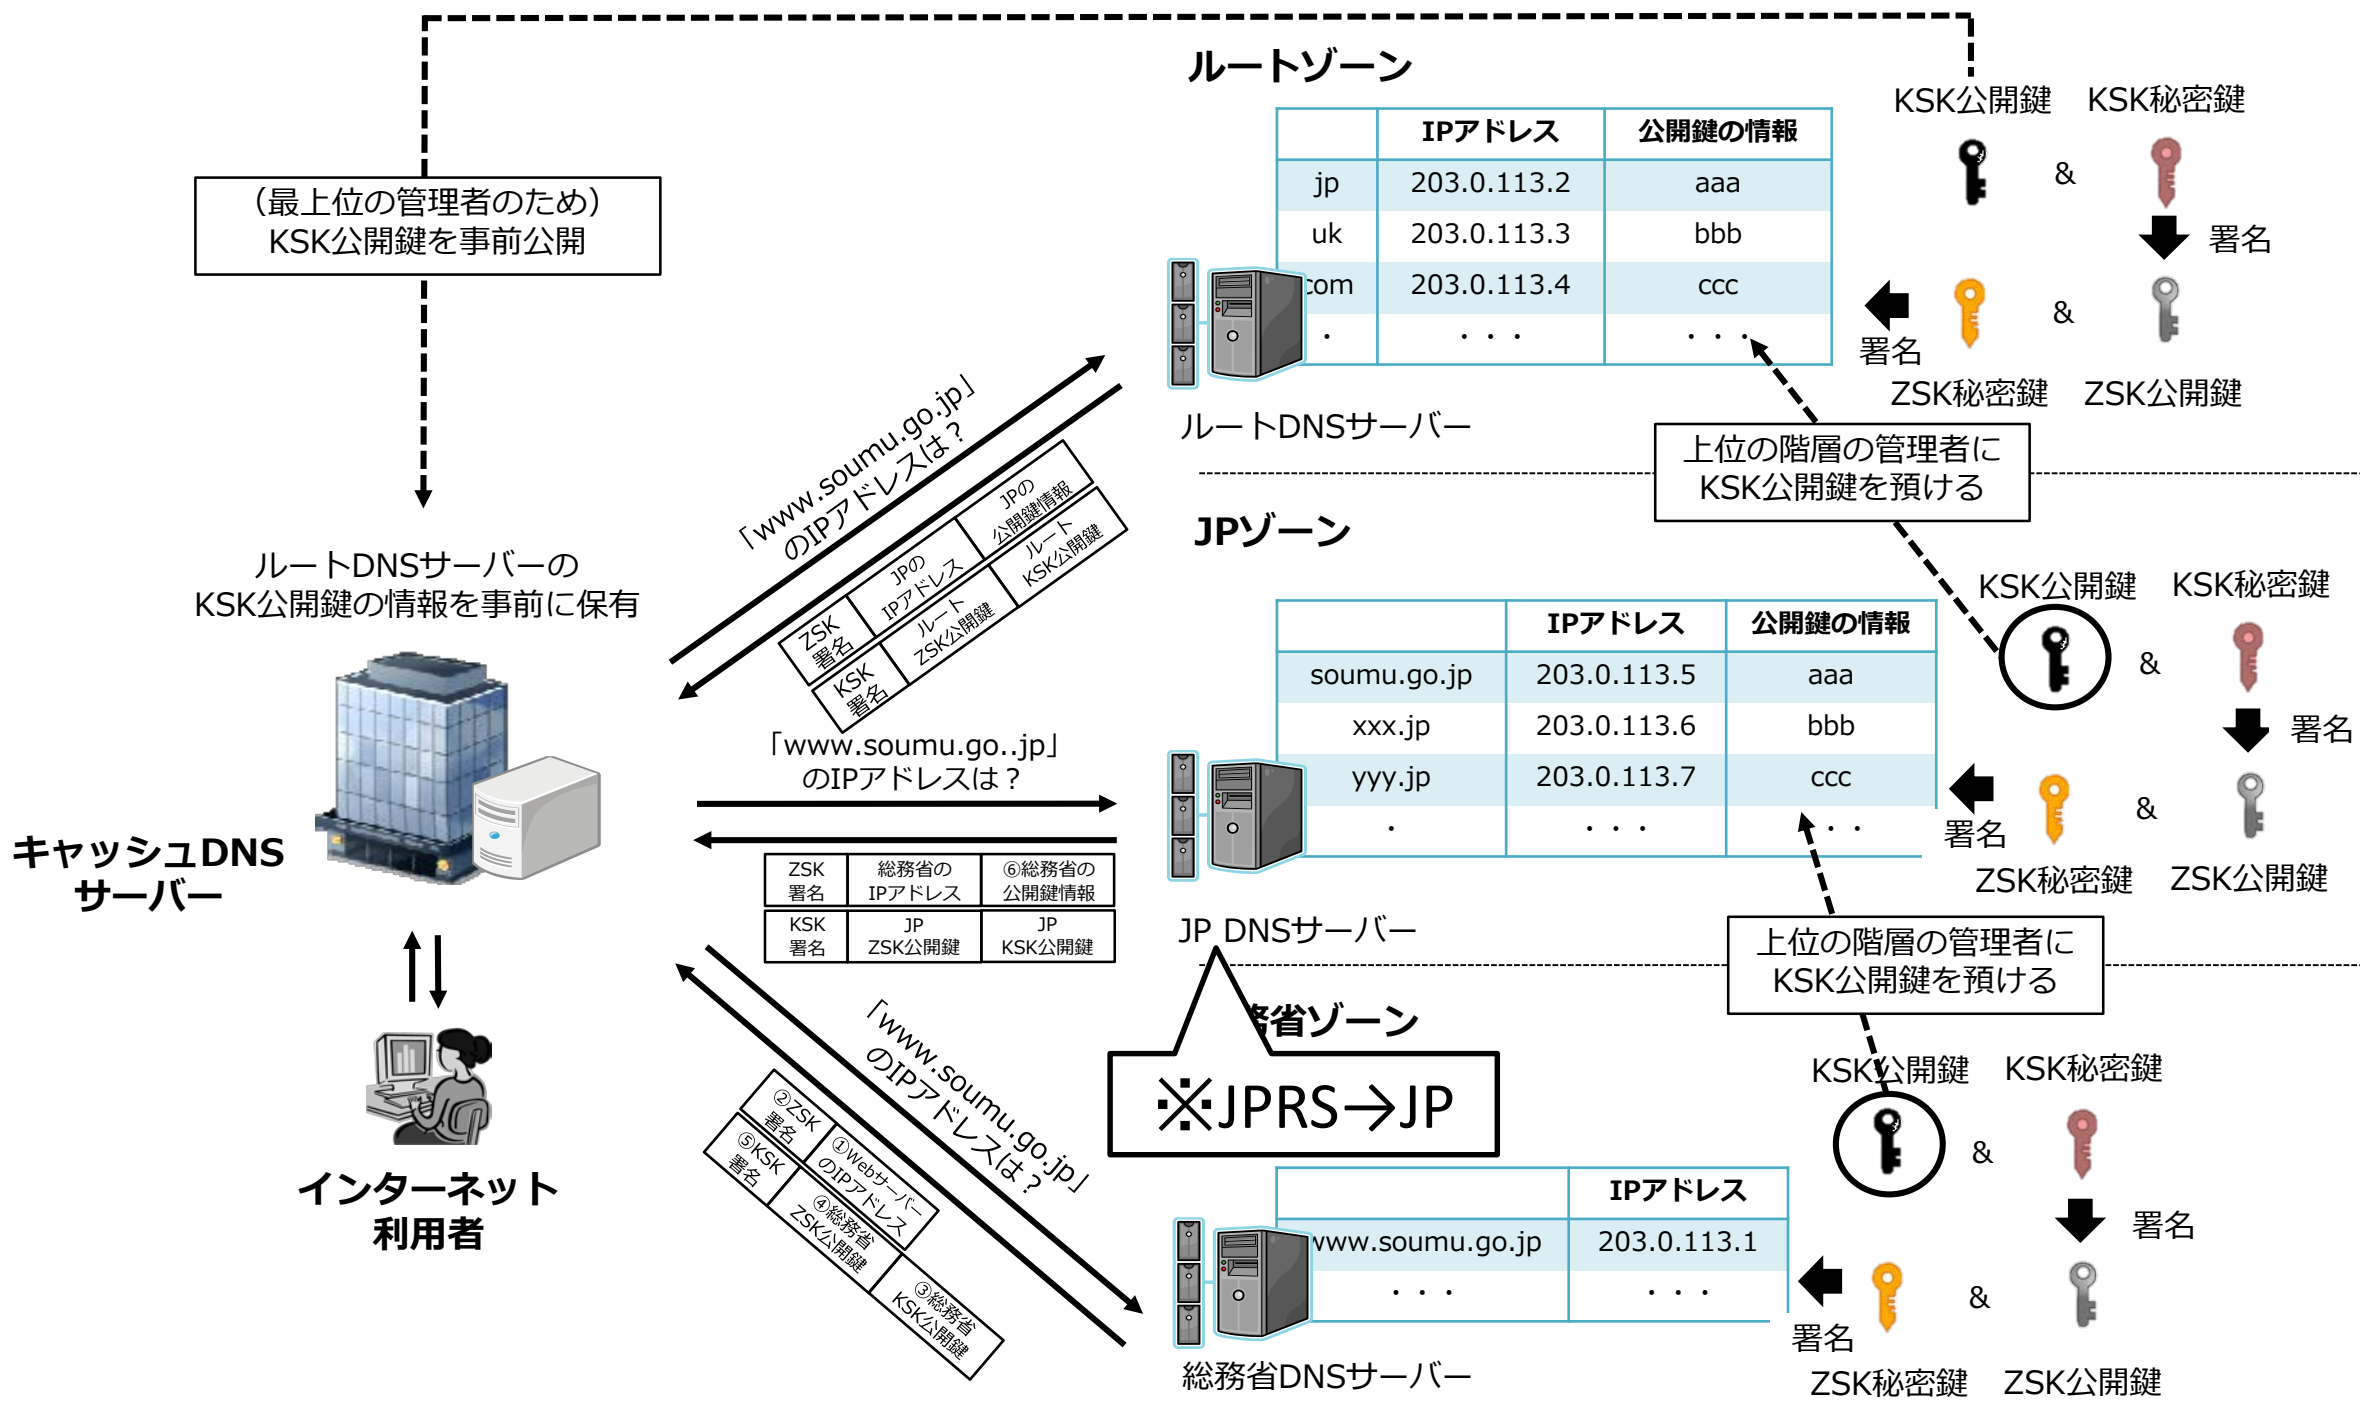 ルートゾーン
IPアドレス 公開鍵の情報
jp 203.0.113.2 aaa
uk 203.0.113.3 bbb
com 203.0.113.4 ccc
・ ・・・ ・・・
ルートDNSサーバー
KSK公開鍵 KSK秘密鍵
&
署名
&
署名
ZSK秘密鍵 ZSK公開鍵
（最上位の管理者のため）
KSK公開鍵を事前公開
上位の階層の管理者に
KSK公開鍵を預ける
ルートDNSサーバーの
KSK公開鍵の情報を事前に保有
「www.soumu.go.jp」
のIPアドレスは？
ZSK
署名
JPの
IPアドレス
JPの
公開鍵情報
KSK
署名
ルート
ZSK公開鍵
ルート
KSK公開鍵
JPゾーン
IPアドレス 公開鍵の情報
soumu.go.jp 203.0.113.5 aaa
xxx.jp 203.0.113.6 bbb
yyy.jp 203.0.113.7 ccc
・ ・・・ ・・
JP DNSサーバー
KSK公開鍵 KSK秘密鍵
&
署名
&
署名
ZSK秘密鍵 ZSK公開鍵
上位の階層の管理者に
KSK公開鍵を預ける
「www.soumu.go..jp」
のIPアドレスは？
ZSK
署名
総務省の
IPアドレス
⑥総務省の
公開鍵情報
KSK
署名
JP
ZSK公開鍵
JP
KSK公開鍵
キャッシュDNS
サーバー
インターネット
利用者
「www.soumu.go.jp」
のIPアドレスは？
②ZSK
署名
①Webサーバー
のIPアドレス
⑤KSK
署名
④総務省
ZSK公開鍵
③総務省
KSK公開鍵
務省ゾーン
※JPRS→JP
IPアドレス
www.soumu.go.jp 203.0.113.1
・・・ ・・・
総務省DNSサーバー
KSK公開鍵 KSK秘密鍵
&
署名
&
署名
ZSK秘密鍵 ZSK公開鍵